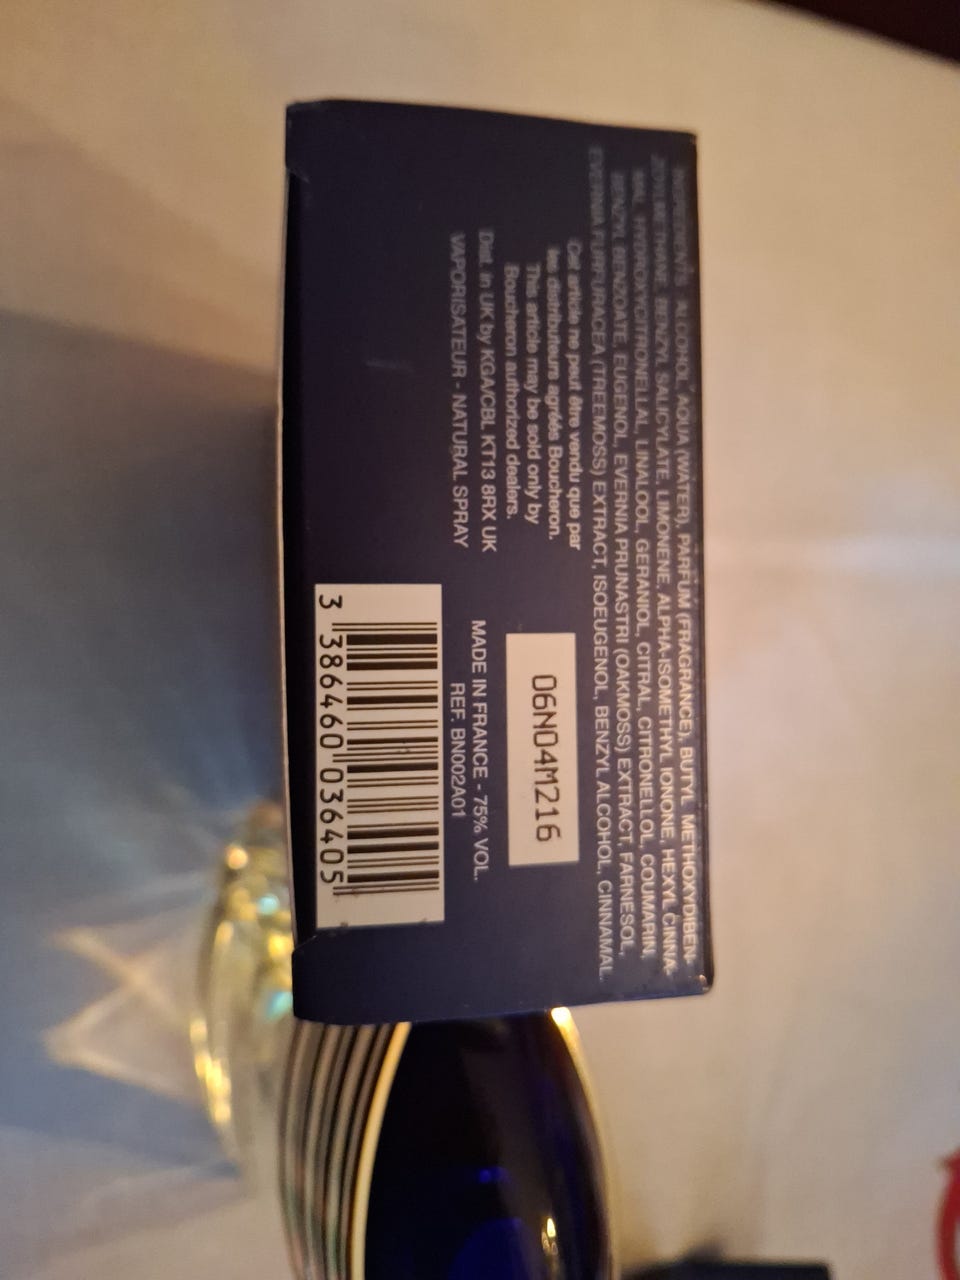 INGREDIENTS: ALCOHOL, AQUA (WATER), PARFUM (FRAGRANCE), BUTYL METHOXYDIBEN-
ZOYLMETHANE, BENZYL SALICYLATE, LIMONENE, ALPHA-ISOMETHYL IONONE, HEXYL CINNA-
MAL, HYDROXYCITRONELLAL, LINALOOL, GERANIOL, CITRAL, CITRONELLOL, COUMARIN,
BENZYL BENZOATE, EUGENOL, EVERNIA PRUNASTRI (OAKMOSS) EXTRACT, FARNESOL,
EVERNIA FURFURACEA (TREEMOSS) EXTRACT, ISOEUGENOL, BENZYL ALCOHOL, CINNAMAL.
Cet article ne peut être vendu que par
les distributeurs agréés Boucheron.
This article may be sold only by
Boucheron authorized dealers.
Dist. in UK by KGA/CBL KT13 8RX UK
VAPORISATEUR - NATURAL SPRAY
06N04M216
MADE IN FRANCE - 75% VOL.
REF. BN002A01
3 386460 036405